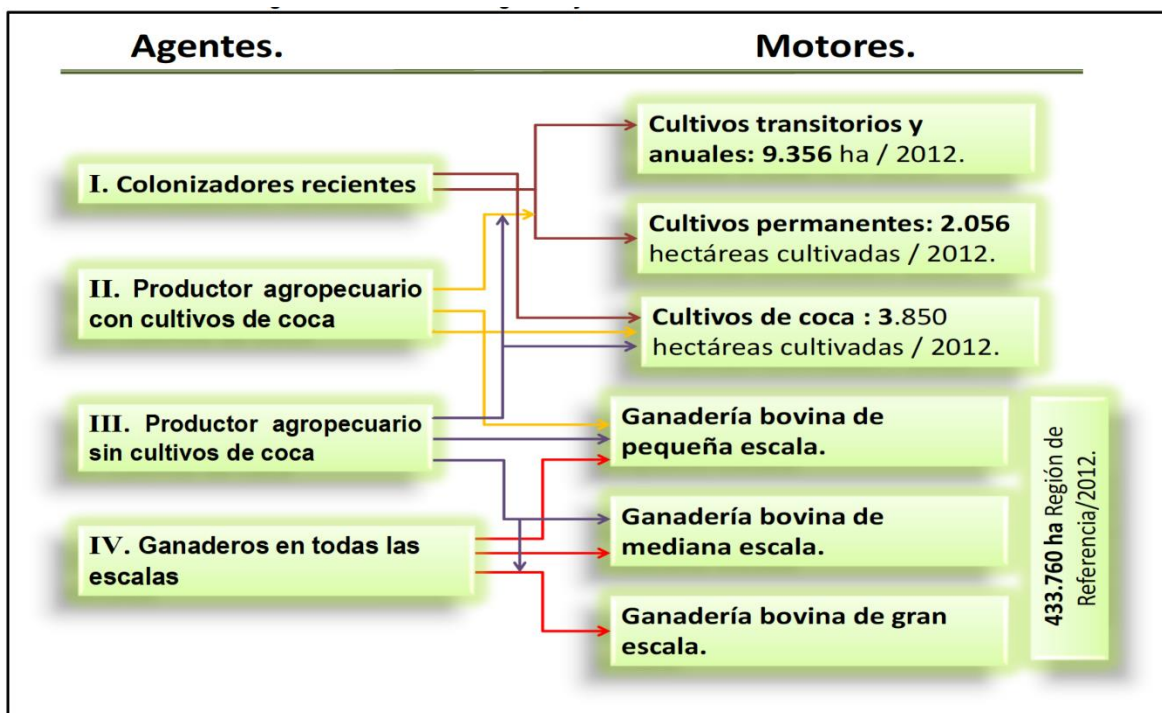 Agentes.
Motores.
I. Colonizadores recientes
II. Productor agropecuario
con cultivos de coca
III. Productor agropecuario
sin cultivos de coca
IV. Ganaderos en todas las
escalas
Cultivos transitorios y
anuales: 9.356 ha / 2012.
Cultivos permanentes: 2.056
hectáreas cultivadas / 2012.
Cultivos de coca : 3.850
hectáreas cultivadas / 2012.
Ganadería bovina de
pequeña escala.
Ganadería bovina de
mediana escala.
Ganadería bovina de gran
escala.
433.760 ha Región de
Referencia/2012.